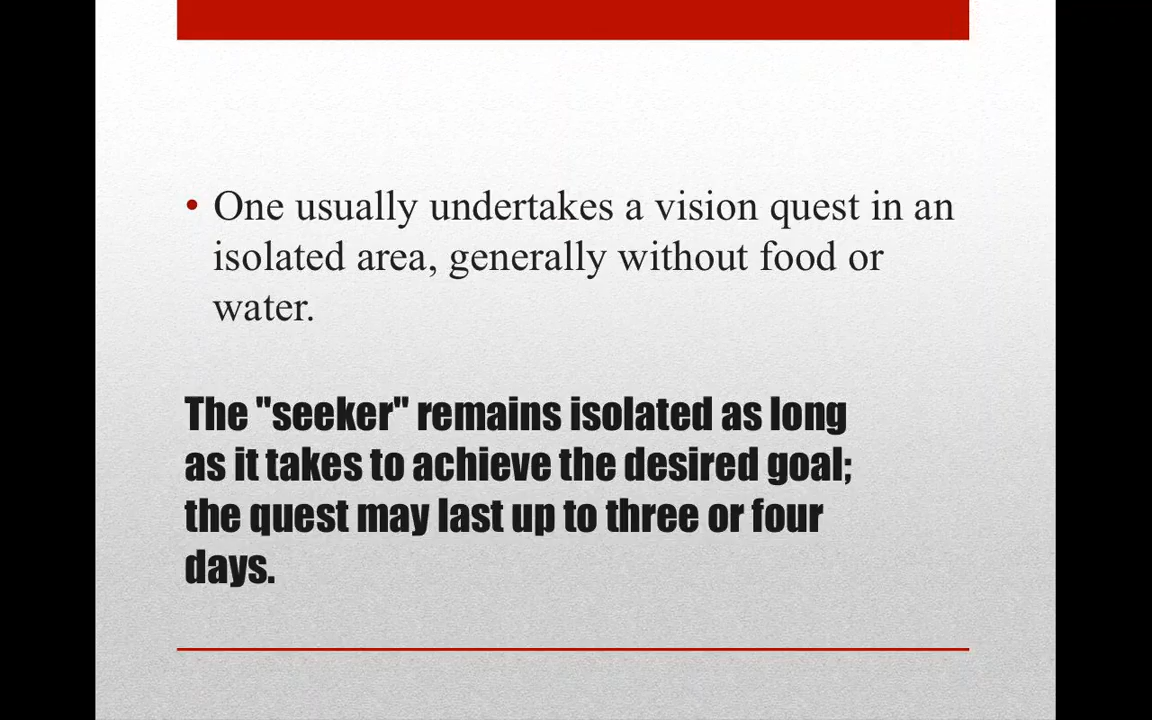 • One usually undertakes a vision quest in an
isolated area, generally without food or
water.
The "seeker" remains isolated as long
as it takes to achieve the desired goal;
the quest may last up to three or four
days.